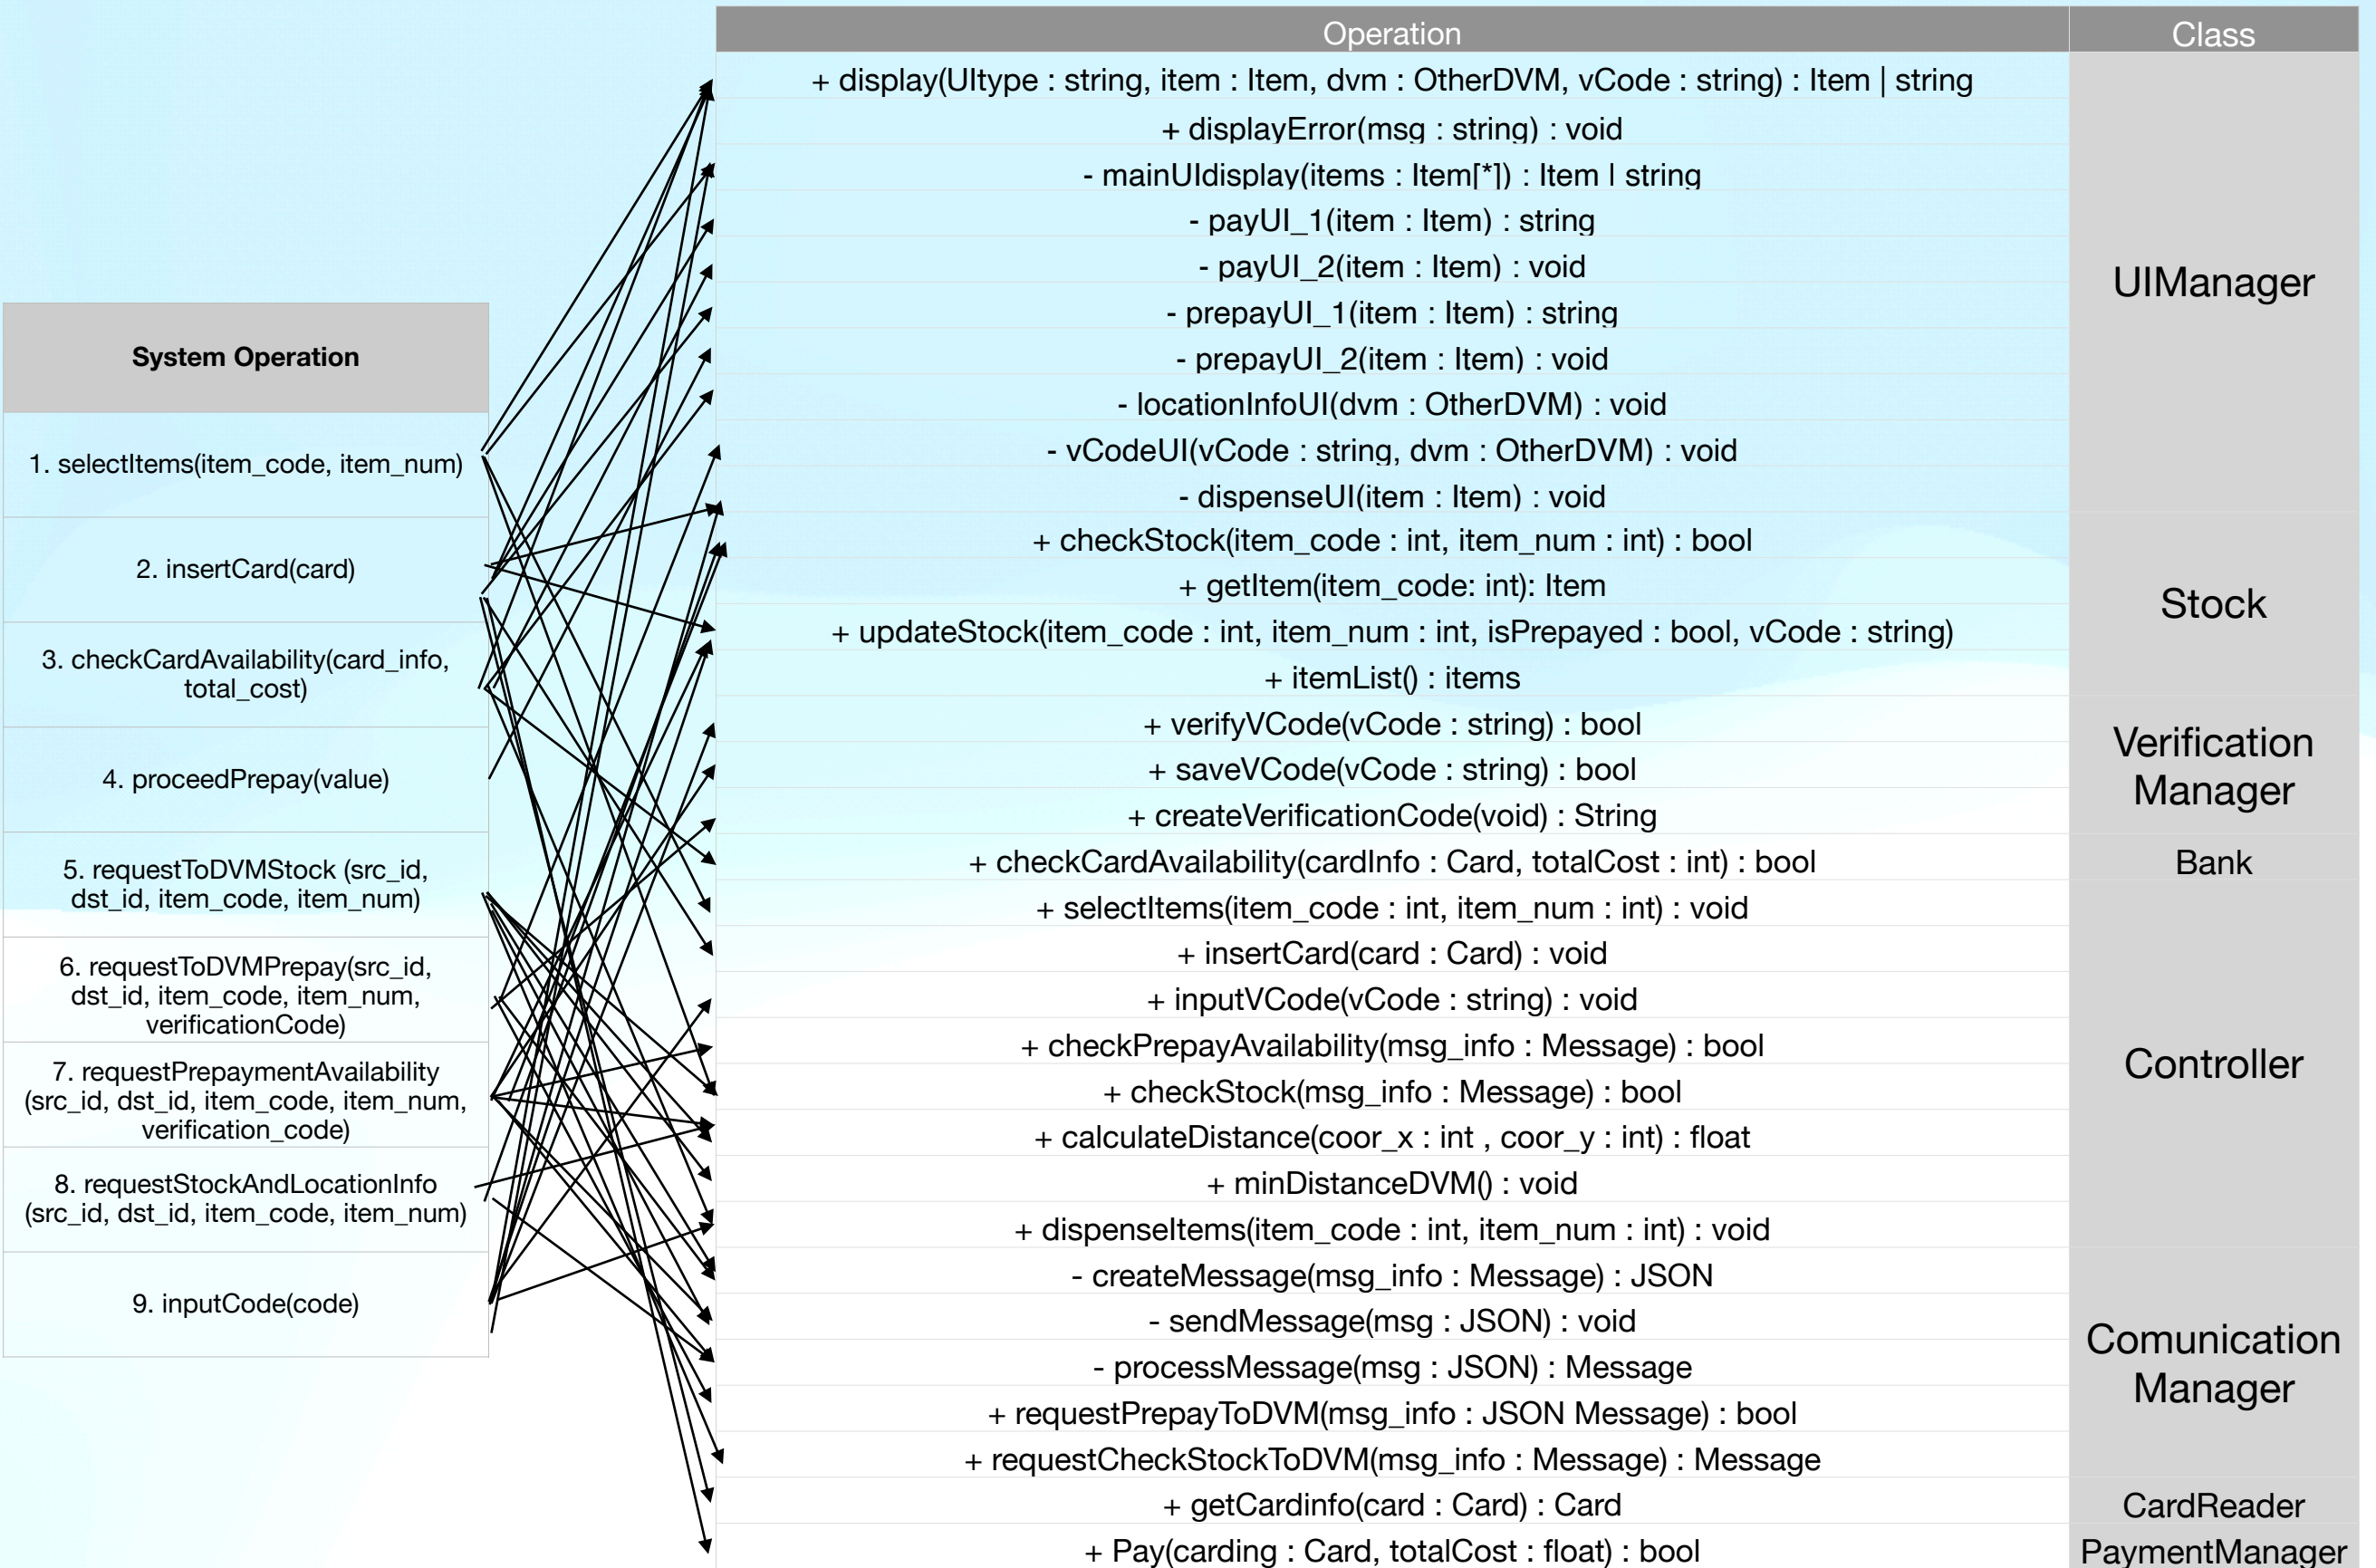 System Operation
1. selectItems(item_code, item_num)
2. insertCard(card)
3. checkCardAvailability(card_info,
total_cost)
4. proceedPrepay(value)
5. requestToDVMStock (src_id,
dst_id, item_code, item_num)
6. requestToDVMPrepay(src_id,
dst_id, item_code, item_num,
verificationCode)
7. requestPrepaymentAvailability
(src_id, dst_id, item_code, item_num,
verification_code)
8. requestStockAndLocationInfo
(src_id, dst_id, item_code, item_num)
9. inputCode(code)
Operation Class
+ display(UItype : string, item : Item, dvm : OtherDVM, vCode : string) : Item | string
+ displayError(msg : string) : void
- mainUIdisplay(items : Item[*]) : Item | string
- payUI_1(item : Item) : string
- payUI_2(item : Item) : void
UIManager
- prepayUI_1(item : Item) : string
- prepayUI_2(item : Item) : void
- locationInfoUI(dvm : OtherDVM) : void
- vCodeUI(vCode : string, dvm : OtherDVM) : void
- dispenseUI(item : Item) : void
+ checkStock(item_code : int, item_num : int) : bool
+ getItem(item_code: int): Item
Stock
+ updateStock(item_code : int, item_num : int, isPrepayed : bool, vCode : string)
+ itemList() : items
+ verifyVCode(vCode : string) : bool
Verification
+ saveVCode(vCode : string) : bool
Manager
+ createVerificationCode(void) : String
+ checkCardAvailability(cardInfo : Card, totalCost : int) : bool
Bank
+ selectItems(item_code : int, item_num : int) : void
+ insertCard(card : Card) : void
+ inputVCode(vCode : string) : void
+ checkPrepayAvailability(msg_info : Message) : bool
Controller
+ checkStock(msg_info : Message) : bool
+ calculateDistance(coor_x : int , coor_y : int) : float
+ minDistanceDVM() : void
+ dispenseItems(item_code : int, item_num : int) : void
- createMessage(msg_info : Message) : JSON
- sendMessage(msg : JSON) : void
Comunication
- processMessage(msg : JSON) : Message
Manager
+ requestPrepayToDVM(msg_info : JSON Message) : bool
+ requestCheckStockToDVM(msg_info : Message) : Message
+ getCardinfo(card : Card) : Card
CardReader
+ Pay(carding : Card, totalCost : float) : bool
PaymentManager